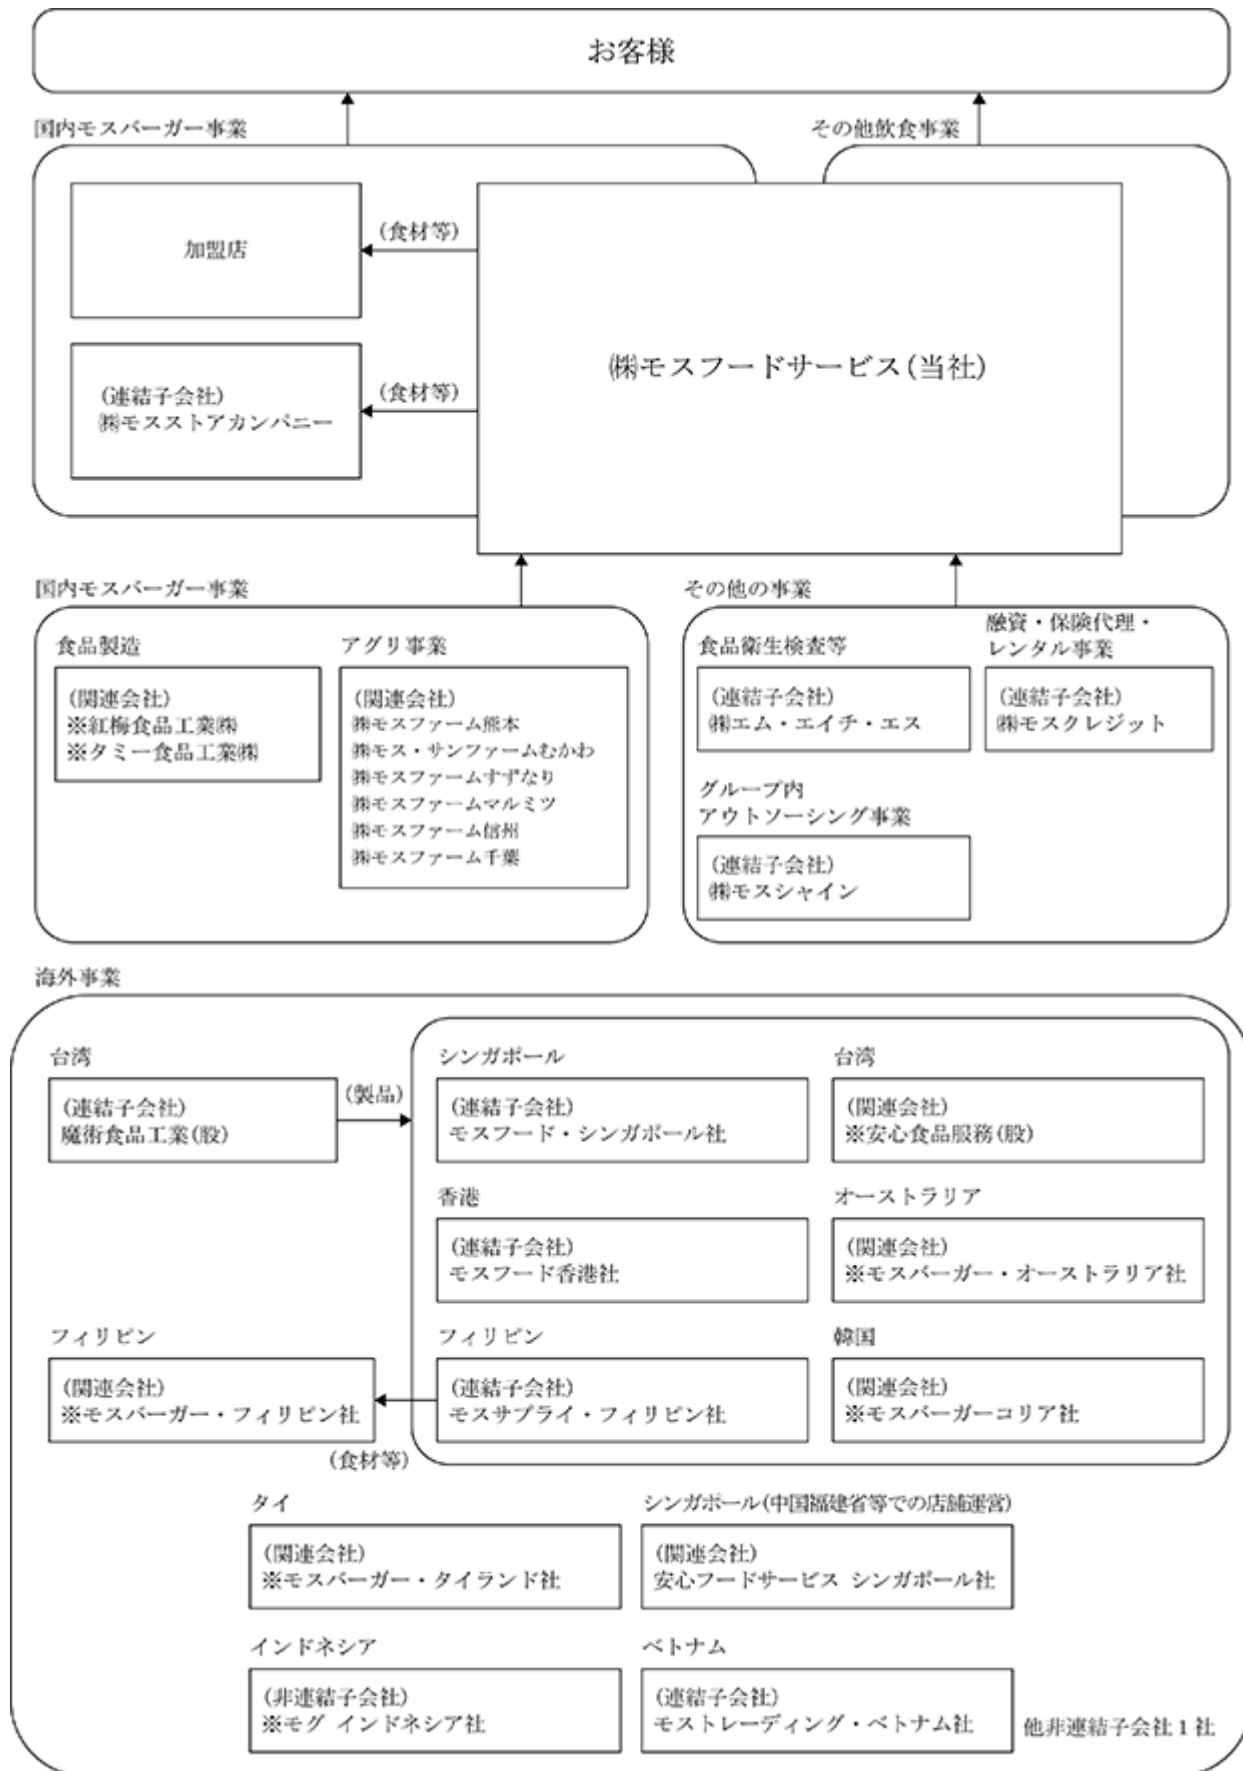 お客様
国内モスバーガー事業
その他飲食事業
加盟店
(食材等)
㈱モスフードサービス(当社)
(連結子会社)
㈱モスストアカンパニー
(食材等)
国内モスバーガー事業
食品製造
(関連会社)
※紅梅食品工業㈱
※タミー食品工業㈱
アグリ事業
(関連会社)
㈱モスファーム熊本
㈱モス・サンファームむかわ
㈱モスファームすずなり
㈱モスファームマルミツ
㈱モスファーム信州
㈱モスファーム千葉
その他の事業
食品衛生検査等
(連結子会社)
㈱エム・エイチ・エス
融資・保険代理・
レンタル事業
(連結子会社)
㈱モスクレジット
グループ内
アウトソーシング事業
(連結子会社)
㈱モスシャイン
海外事業
台湾
(連結子会社)
魔術食品工業(股)
(製品)
シンガポール
(連結子会社)
モスフード・シンガポール社
台湾
(関連会社)
※安心食品服務(股)
香港
(連結子会社)
モスフード香港社
オーストラリア
(関連会社)
※モスバーガー・オーストラリア社
フィリピン
(関連会社)
※モスバーガー・フィリピン社
(食材等)
フィリピン
(連結子会社)
モスサプライ・フィリピン社
韓国
(関連会社)
※モスバーガーコリア社
タイ
(関連会社)
※モスバーガー・タイランド社
シンガポール(中国福建省等での店舗運営)
(関連会社)
安心フードサービス シンガポール社
インドネシア
(非連結子会社)
※モグ インドネシア社
ベトナム
(連結子会社)
モストレーディング・ベトナム社
他非連結子会社1社